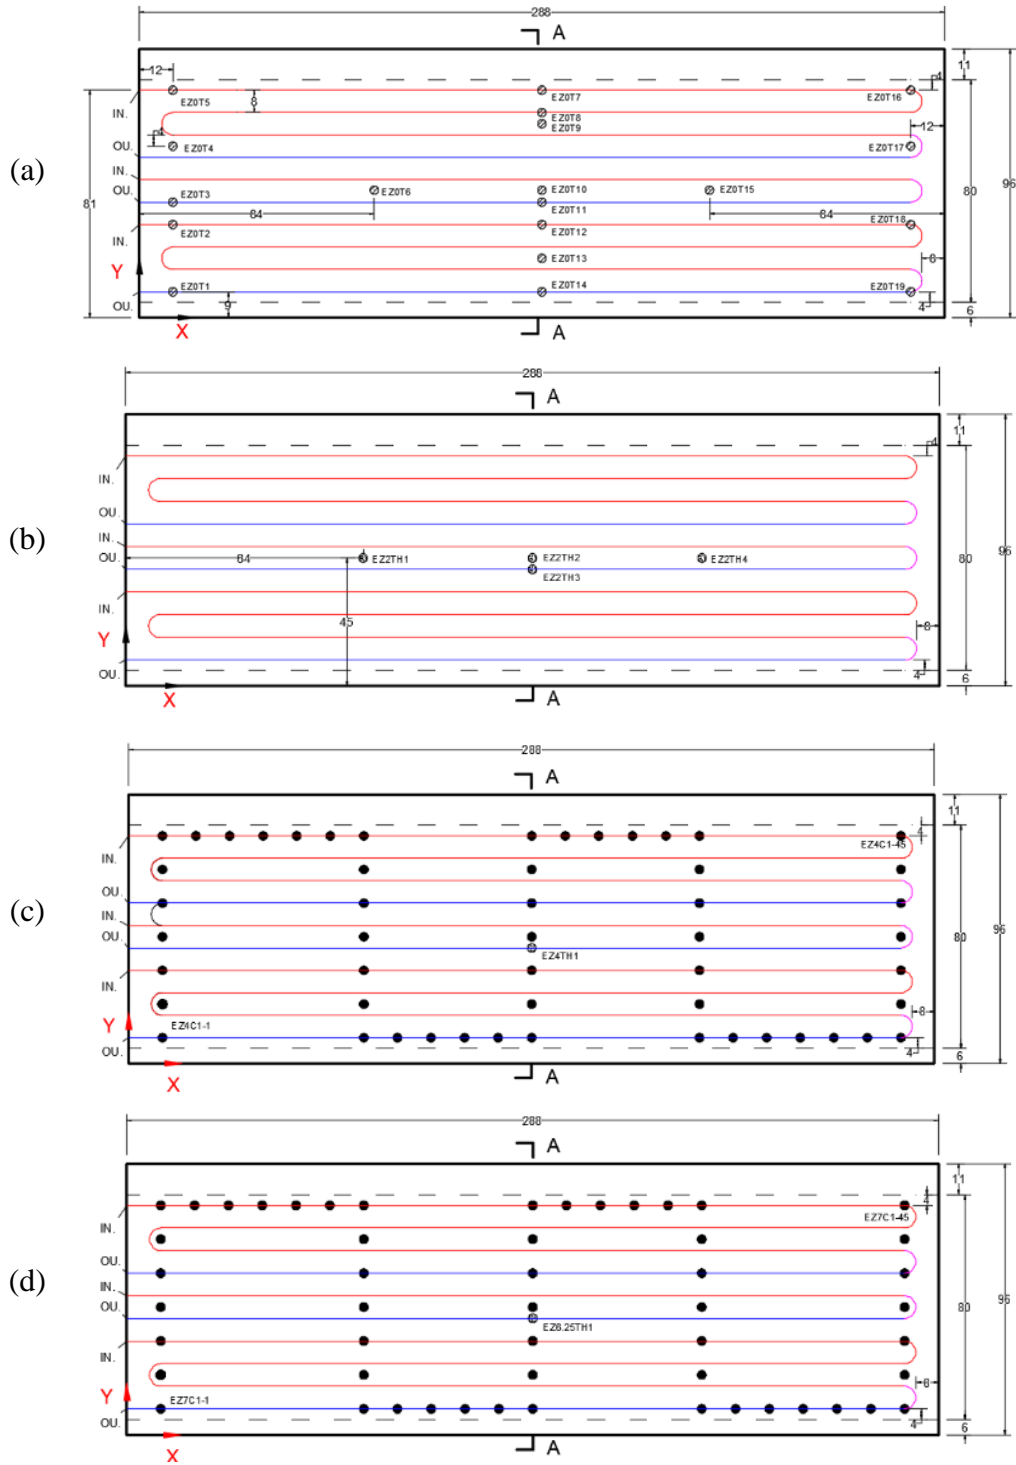 288
A
12
11
4
EZ0T5
EZ0T7
EZ0T16
8
IN.
EZ0T8
EZ0T9
12
4
(a)
OU.
EZ0T4
EZ0T17
IN.
96
OU.
EZ0T3
EZ0T6
EZ0T10
EZ0T15
80
81
84
EZ0T11
84
EZ0T2
EZ0T12
EZ0T18
IN.
Y
EZ0T13
8
EZ0T1
EZ0T14
EZ0T19
OU.
9
4
6
X
A
288
A
11
4
IN.
OU.
(b)
IN.
OU.
84
EZ2TH1
EZ2TH2
EZ2TH4
80
96
EZ2TH3
IN.
45
Y
8
OU.
4
6
X
A
288
A
11
4
EZ4C1-45
IN.
OU.
(c)
IN.
OU.
EZ4TH1
80
96
IN.
8
Y
EZ4C1-1
OU.
4
6
X
A
288
A
11
4
EZ7C1-45
IN.
OU.
(d)
IN.
OU.
EZ6.25TH1
80
96
IN.
8
Y
EZ7C1-1
OU.
4
6
X
A